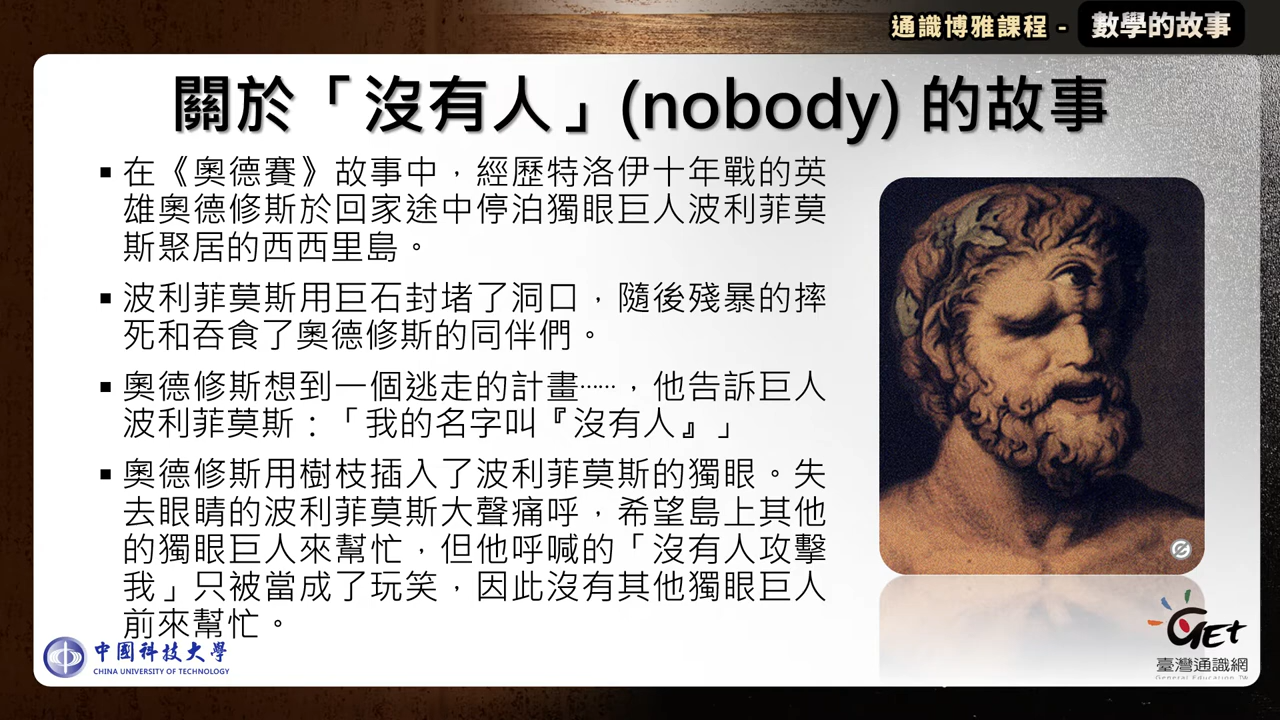 通識博雅課程 - 數學的故事
關於「沒有人」(nobody) 的故事
▪ 在《奧德賽》故事中，經歷特洛伊十年戰的英
雄奧德修斯於回家途中停泊獨眼巨人波利菲莫
斯聚居的西西里島。
▪ 波利菲莫斯用巨石封堵了洞口，隨後殘暴的摔
死和吞食了奧德修斯的同伴們。
▪ 奧德修斯想到一個逃走的計畫……，他告訴巨人
波利菲莫斯：「我的名字叫『沒有人』」
▪ 奧德修斯用樹枝插入了波利菲莫斯的獨眼。失
去眼睛的波利菲莫斯大聲痛呼，希望島上其他
的獨眼巨人來幫忙，但他呼喊的「沒有人攻擊
我」只被當成了玩笑，因此沒有其他獨眼巨人
前來幫忙。
中國科技大學
CHINA UNIVERSITY OF TECHNOLOGY
GET
臺灣通識網
General Education TW